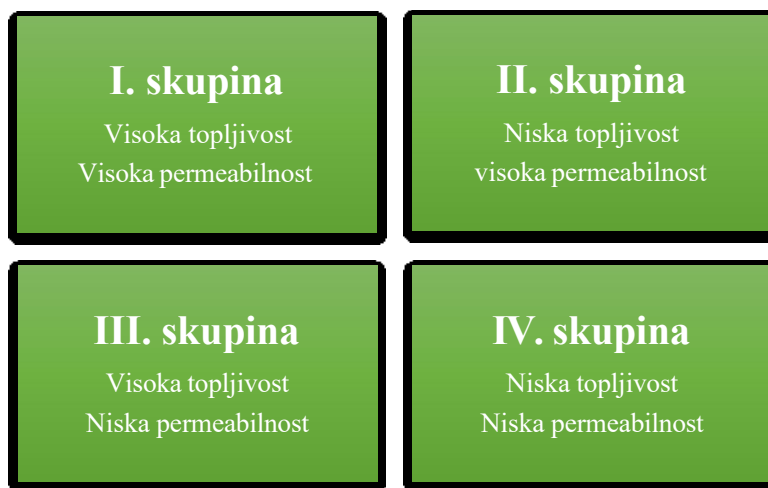 I. skupina
Visoka topljivost
Visoka permeabilnost
II. skupina
Niska topljivost
visoka permeabilnost
III. skupina
Visoka topljivost
Niska permeabilnost
IV. skupina
Niska topljivost
Niska permeabilnost